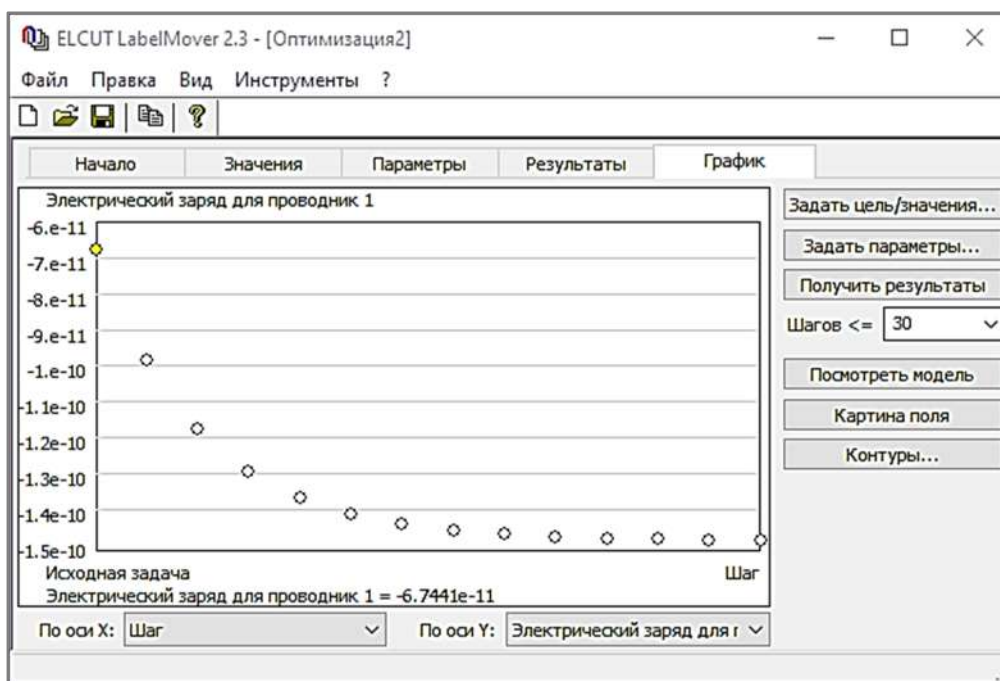 ELCUT LabelMover 2.3 - [Оптимизация2]
Файл Правка Вид Инструменты ?
Начало Значения Параметры Результаты График
Электрический заряд для проводник 1
-6.e-11
-7.e-11
-8.e-11
-9.e-11
-1.e-10
-1.1e-10
-1.2e-10
-1.3e-10
-1.4e-10
-1.5e-10
Исходная задача Шаг
Электрический заряд для проводник 1 = -6.7441e-11
По оси X: Шаг По оси Y: Электрический заряд для г
Задать цель/значения...
Задать параметры...
Получить результаты
Шагов <= 30
Посмотреть модель
Картина поля
Контуры...